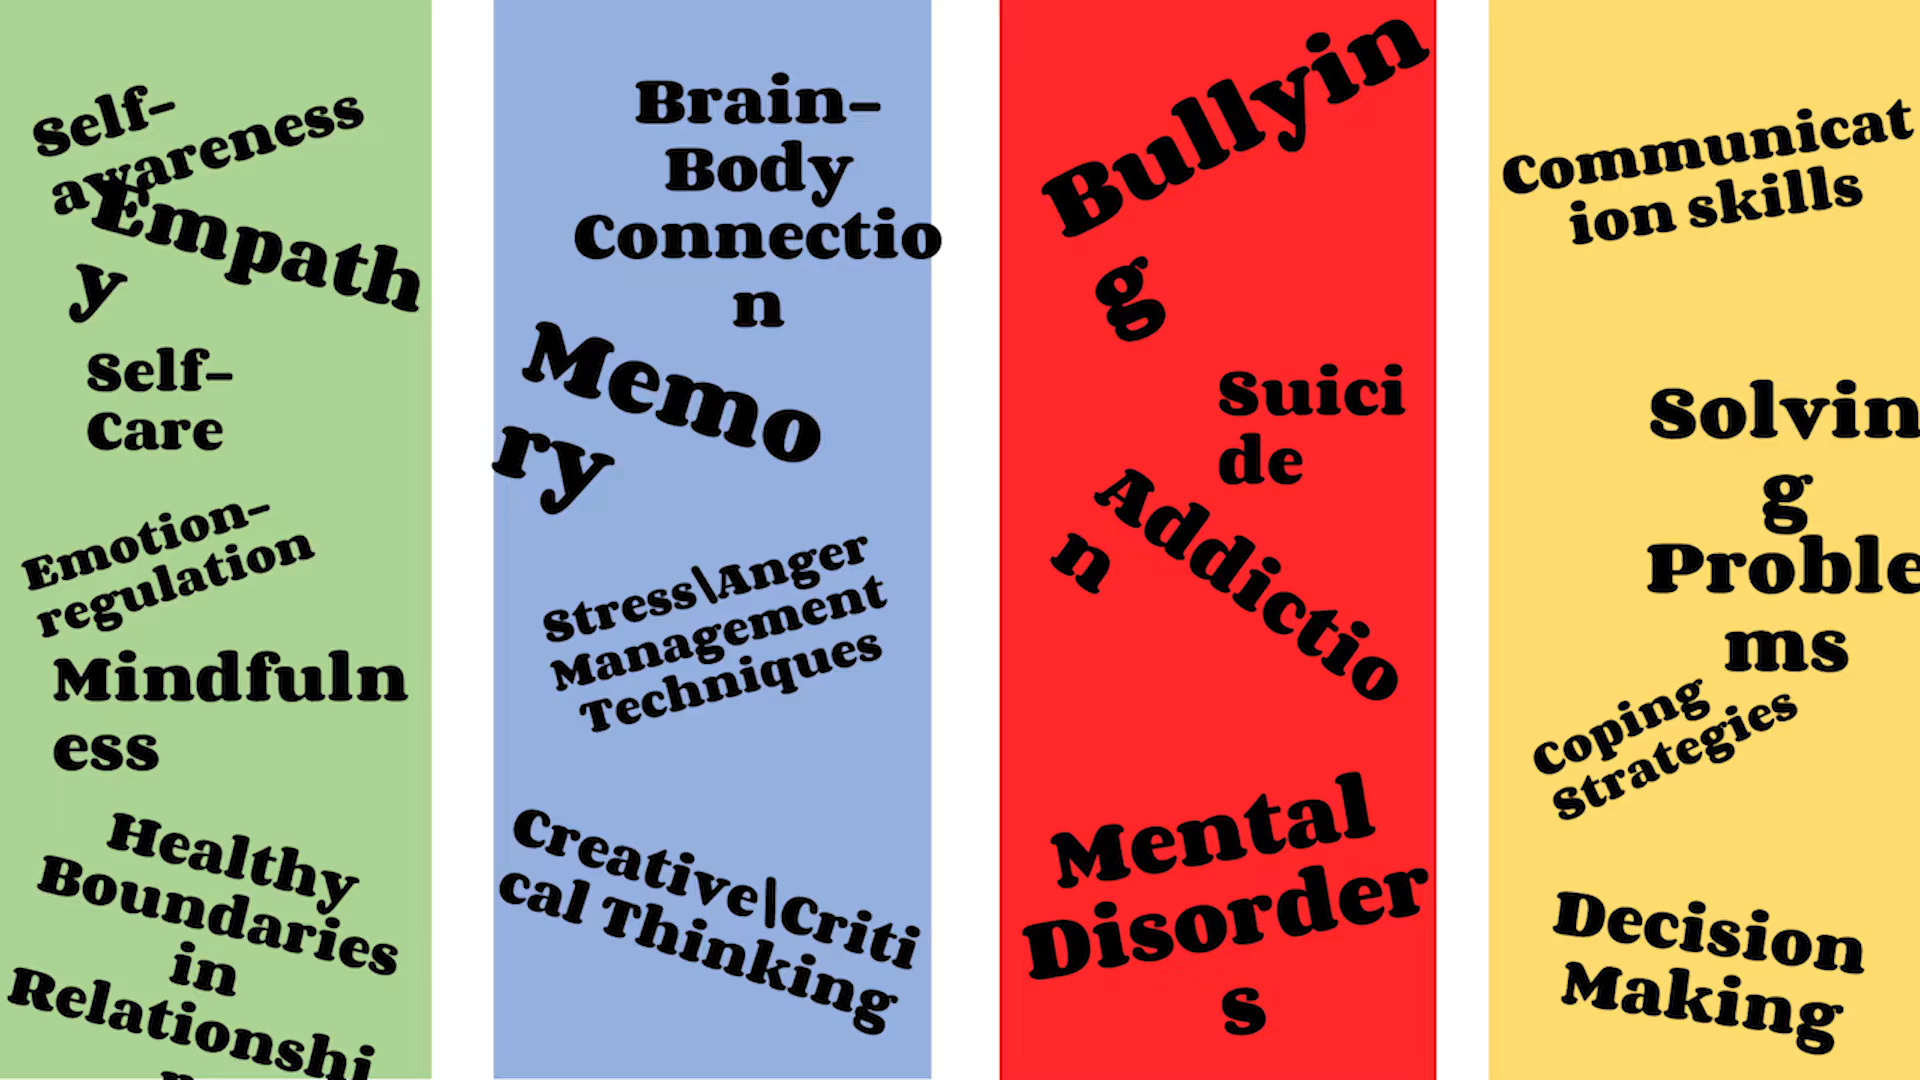 Self-
awareness
Empath
y
Self-
Care
Emotion-
regulation
Mindfuln
ess
Healthy
Boundaries
in
Relationshi
Brain-
Body
Connectio
n
Memo
ry
Stress\Anger
Management
Techniques
Creative|Criti
cal Thinking
Bullyin
g
Suici
de
Addictio
n
Mental
Disorder
s
Communicat
ion skills
Solvin
g
Proble
ms
Coping
strategies
Decision
Making